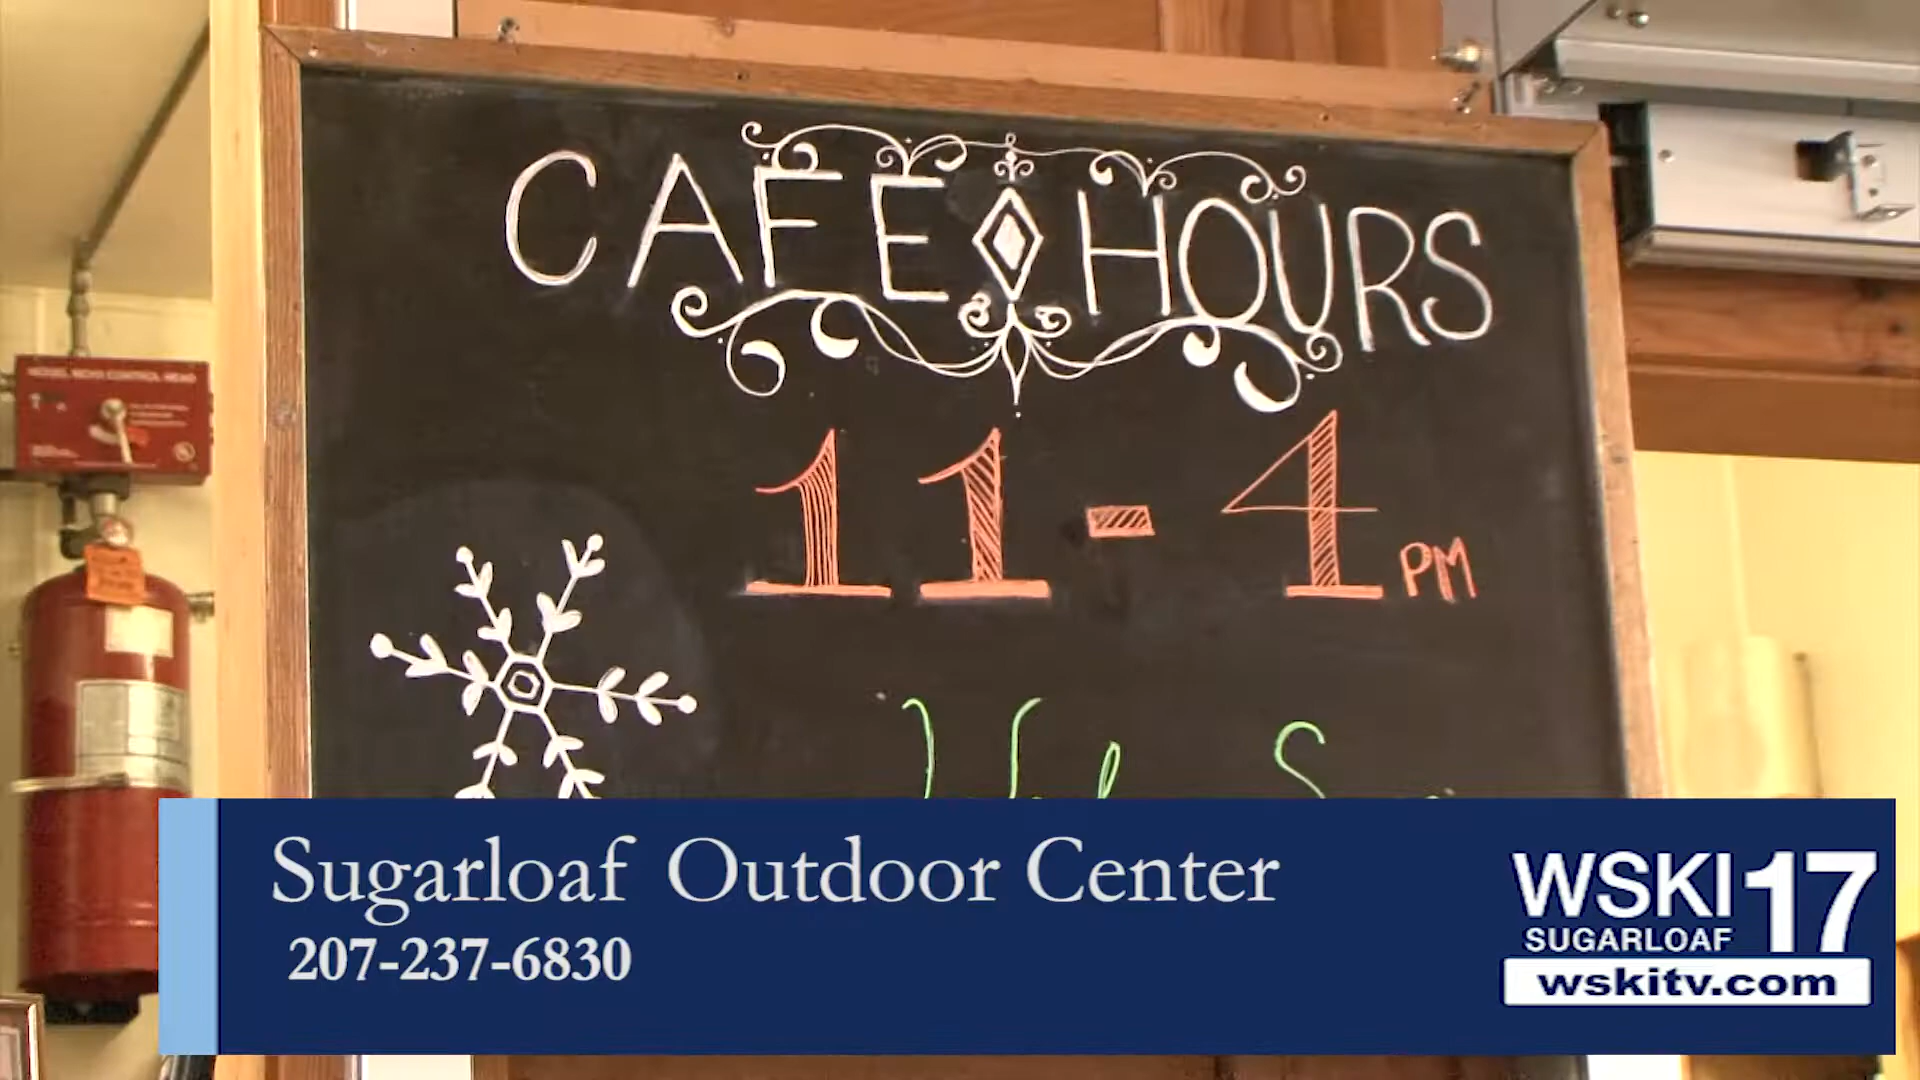 CAFE HOURS
11 - 4 PM
Sugarloaf Outdoor Center
207-237-6830
WSKI 17
SUGARLOAF
wskitv.com